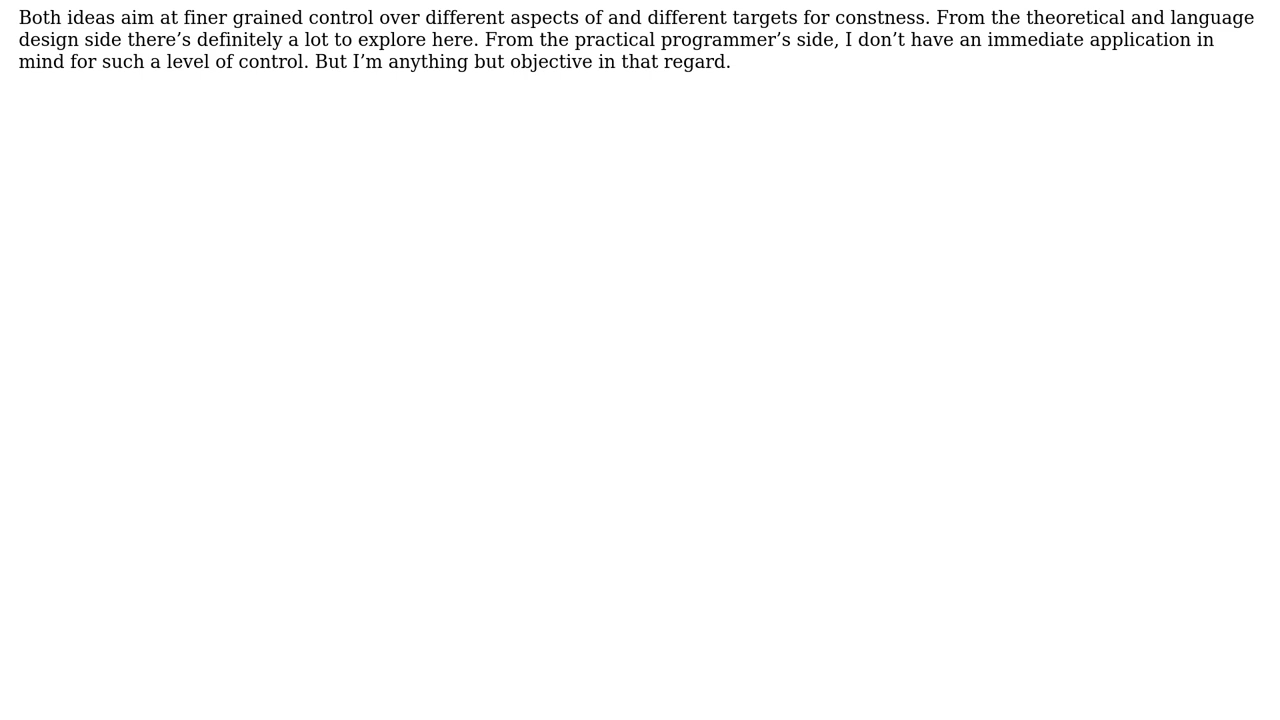 Both ideas aim at finer grained control over different aspects of and different targets for constness. From the theoretical and language
design side there’s definitely a lot to explore here. From the practical programmer’s side, I don’t have an immediate application in
mind for such a level of control. But I’m anything but objective in that regard.